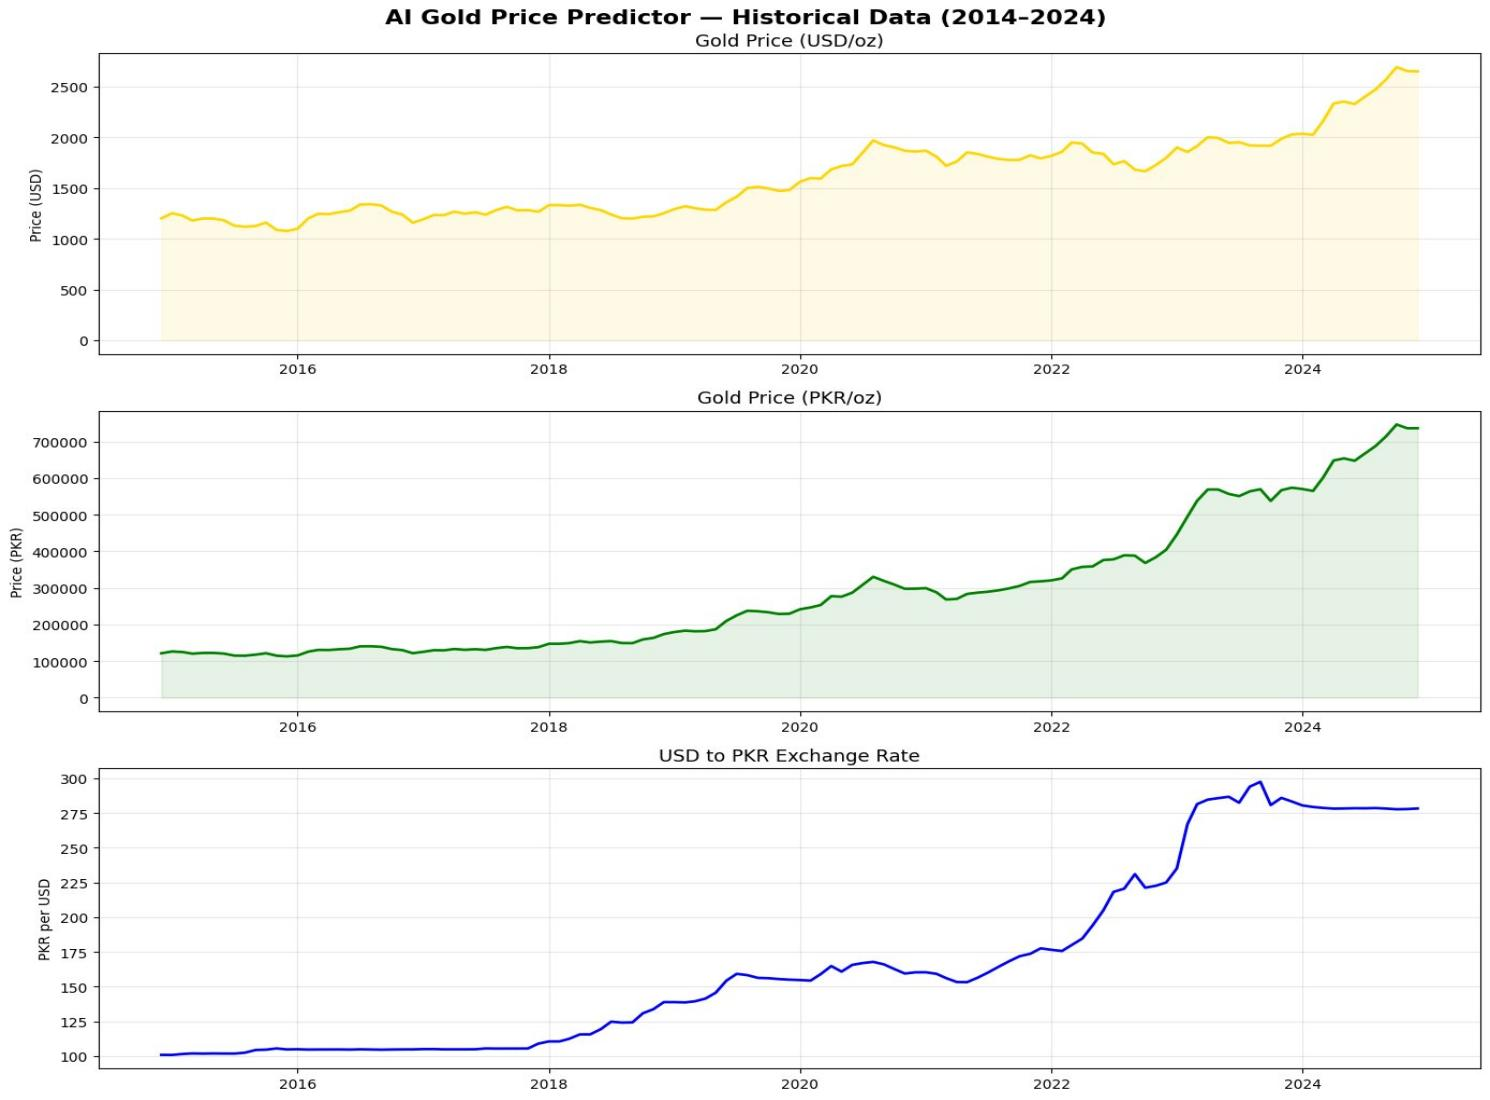 AI Gold Price Predictor — Historical Data (2014–2024)
Gold Price (USD/oz)
Price (USD)
2500
2000
1500
1000
500
0
2016 2018 2020 2022 2024
Gold Price (PKR/oz)
Price (PKR)
700000
600000
500000
400000
300000
200000
100000
0
2016 2018 2020 2022 2024
USD to PKR Exchange Rate
PKR per USD
300
275
250
225
200
175
150
125
100
2016 2018 2020 2022 2024